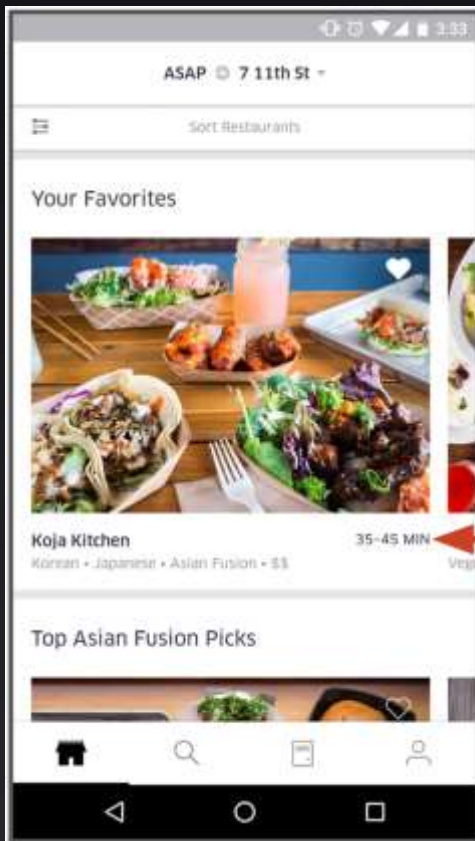 3:33
ASAP 7 11th St
Sort Restaurants
Your Favorites
Koja Kitchen
35-45 MIN
Korean • Japanese • Asian Fusion • $$
Top Asian Fusion Picks